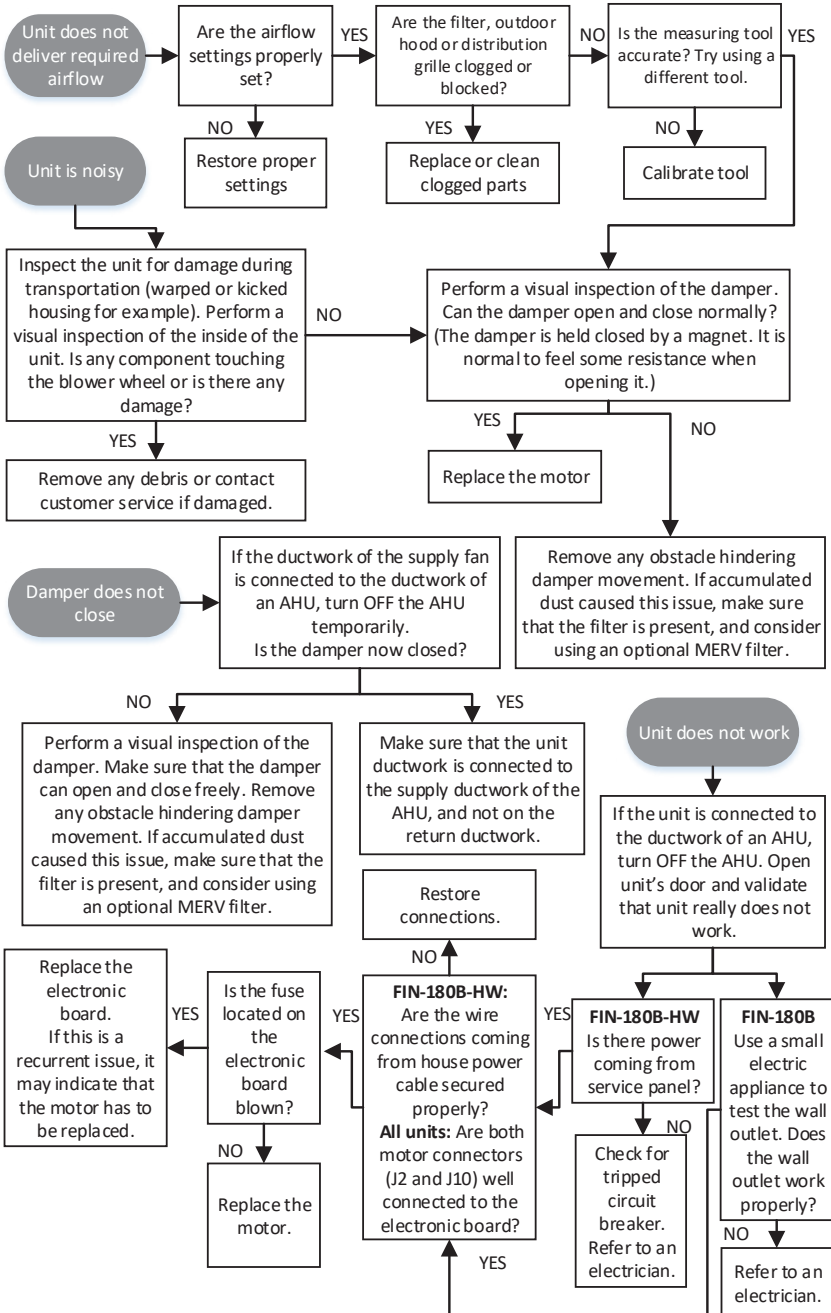 Unit does not
deliver required
airflow
Are the airflow
settings properly
set?
YES
Are the filter, outdoor
hood or distribution
grille clogged or
blocked?
NO
Is the measuring tool
accurate? Try using a
different tool.
YES
NO
Restore proper
settings
YES
Replace or clean
clogged parts
NO
Calibrate tool
Unit is noisy
Inspect the unit for damage during
transportation (warped or kicked
housing for example). Perform a
visual inspection of the inside of the
unit. Is any component touching
the blower wheel or is there any
damage?
NO
Perform a visual inspection of the damper.
Can the damper open and close normally?
(The damper is held closed by a magnet. It is
normal to feel some resistance when
opening it.)
YES
Remove any debris or contact
customer service if damaged.
YES
Replace the motor
NO
Remove any obstacle hindering
damper movement. If accumulated
dust caused this issue, make sure
that the filter is present, and consider
using an optional MERV filter.
Damper does not
close
If the ductwork of the supply fan
is connected to the ductwork of
an AHU, turn OFF the AHU
temporarily.
Is the damper now closed?
NO
Perform a visual inspection of the
damper. Make sure that the damper
can open and close freely. Remove
any obstacle hindering damper
movement. If accumulated dust
caused this issue, make sure that the
filter is present, and consider using
an optional MERV filter.
YES
Make sure that the unit
ductwork is connected to
the supply ductwork of the
AHU, and not on the
return ductwork.
Unit does not work
If the unit is connected to
the ductwork of an AHU,
turn OFF the AHU. Open
unit's door and validate
that unit really does not
work.
FIN-180B-HW
Is there power
coming from
service panel?
FIN-180B
Use a small
electric
appliance to
test the wall
outlet. Does
the wall
outlet work
properly?
YES
NO
Check for
tripped
circuit
breaker.
Refer to an
electrician.
NO
Refer to an
electrician.
YES
FIN-180B-HW:
Are the wire
connections coming
from house power
cable secured
properly?
All units: Are both
motor connectors
(J2 and J10) well
connected to the
electronic board?
NO
Restore
connections.
YES
Is the fuse
located on
the
electronic
board
blown?
YES
Replace the
electronic
board.
If this is a
recurrent issue, it
may indicate that
the motor has to
be replaced.
NO
Replace the
motor.